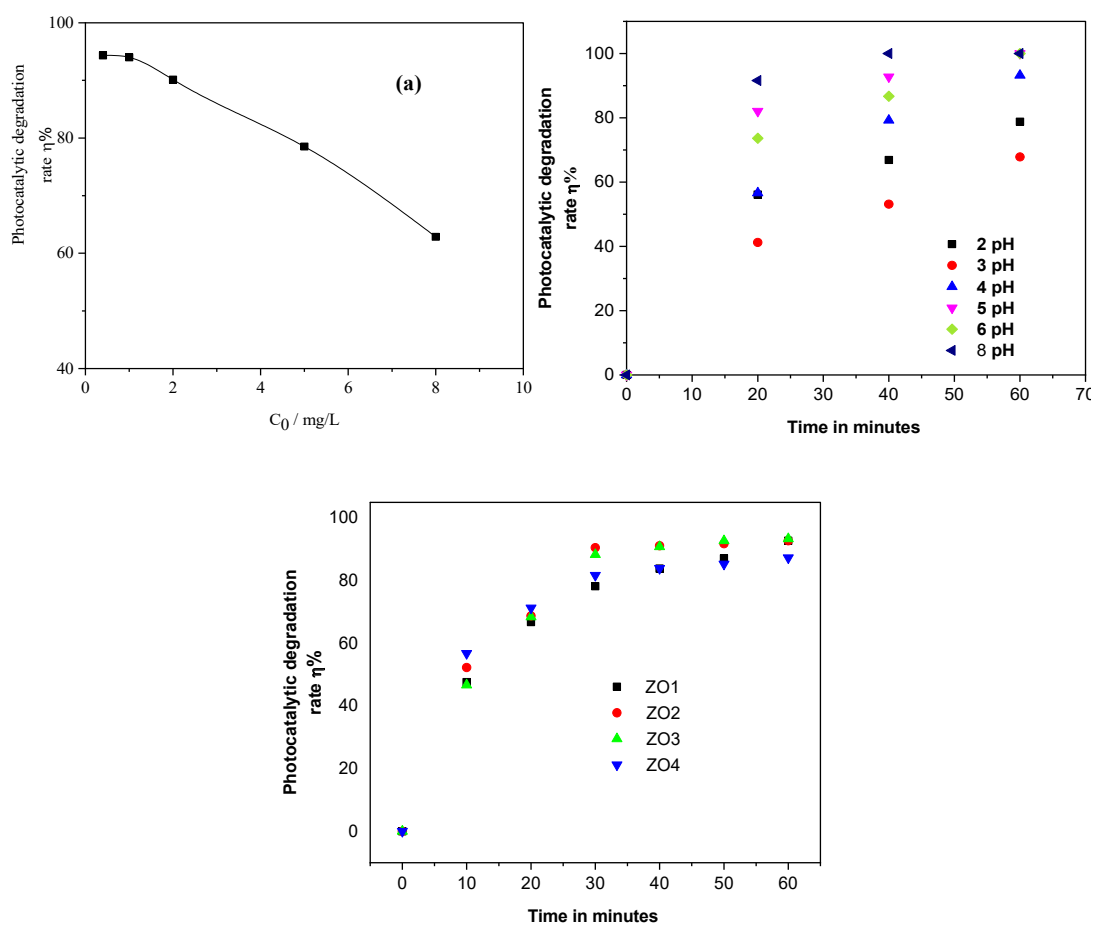 100
80
60
40
0
2
4
6
8
10
Photocatalytic degradation
rate η%
C0 / mg/L
(a)
100
80
60
40
20
0
0
10
20
30
40
50
60
70
Photocatalytic degradation
rate η%
Time in minutes
2 pH
3 pH
4 pH
5 pH
6 pH
8 pH
100
80
60
40
20
0
0
10
20
30
40
50
60
Photocatalytic degradation
rate η%
Time in minutes
ZO1
ZO2
ZO3
ZO4